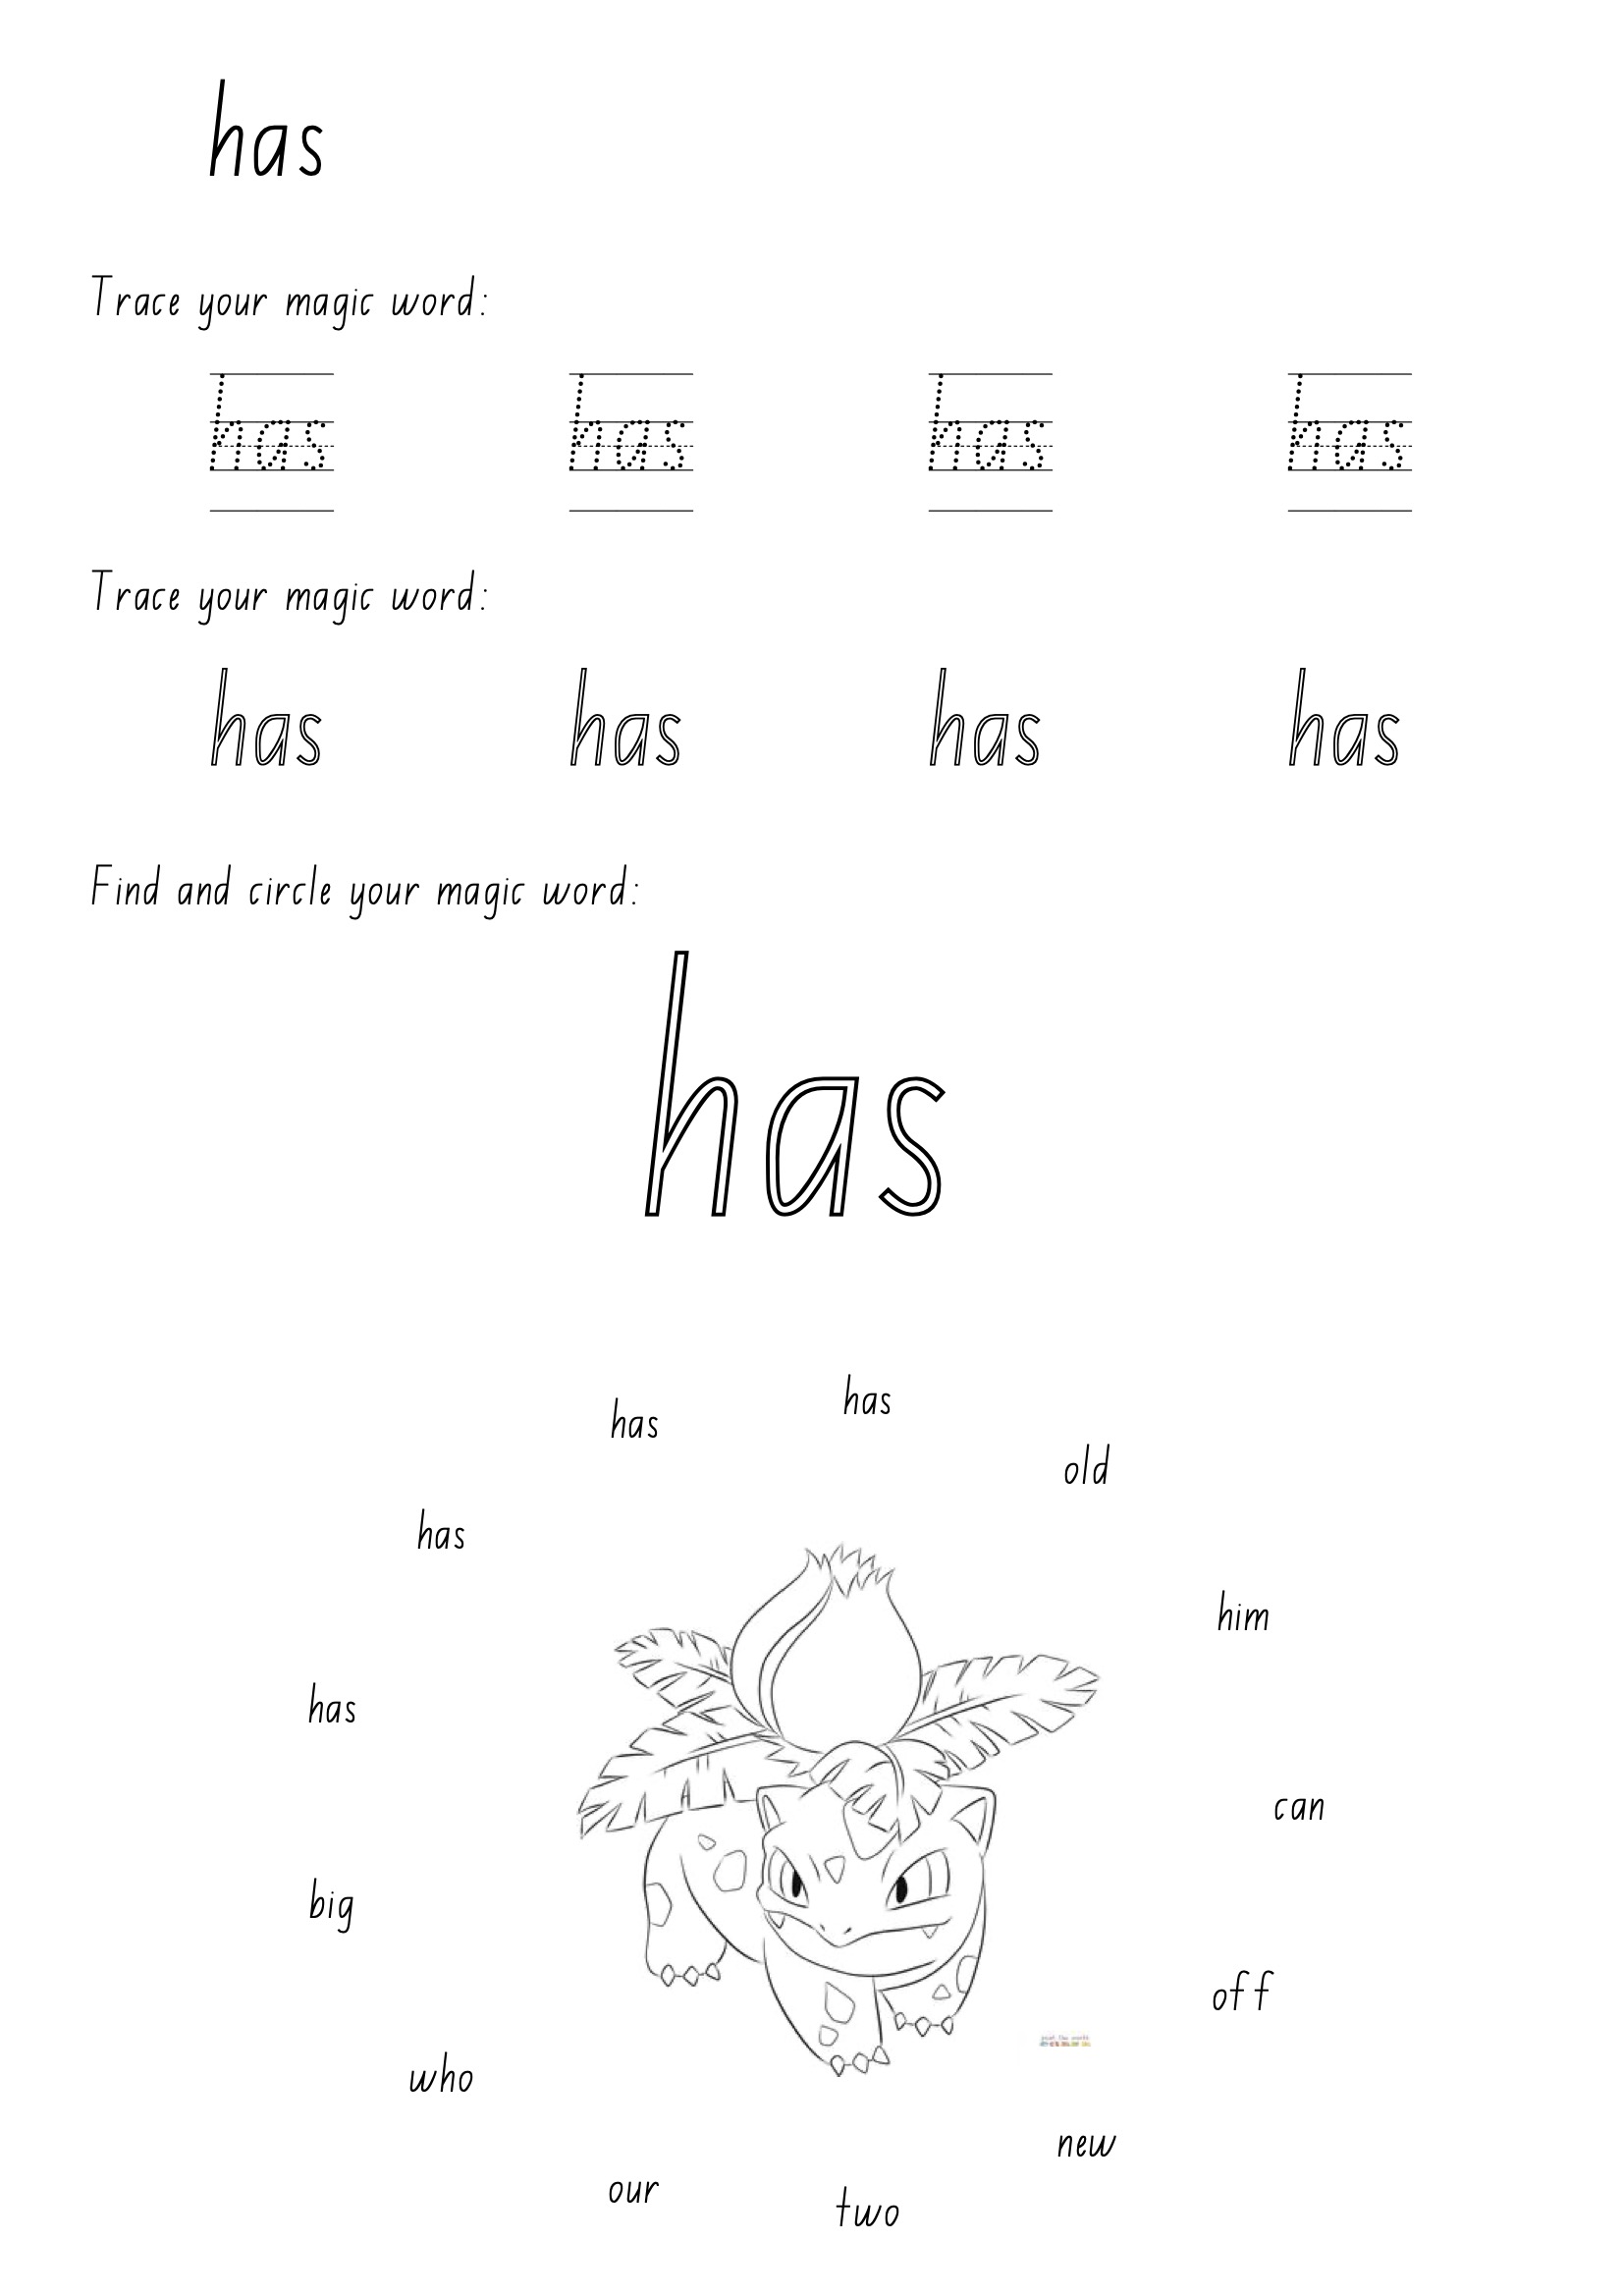 has
Trace your magic word:
has has has has
Trace your magic word:
has has has has
Find and circle your magic word:
has
has
has
old
has
him
has
can
big
off
who
new
our
two